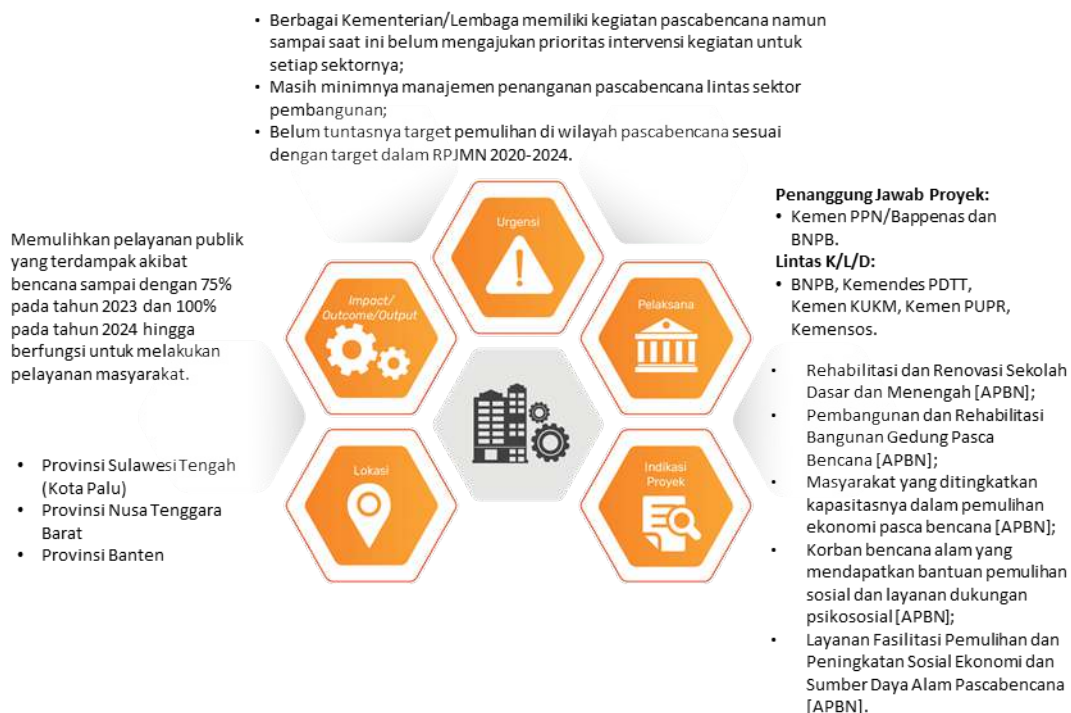 • Berbagai Kementerian/Lembaga memiliki kegiatan pascabencana namun
sampai saat ini belum mengajukan prioritas intervensi kegiatan untuk
setiap sektornya;
• Masih minimnya manajemen penanganan pascabencana lintas sektor
pembangunan;
• Belum tuntasnya target pemulihan di wilayah pascabencana sesuai
dengan target dalam RPJMN 2020-2024.
Urgensi
Penanggung Jawab Proyek:
• Kemen PPN/Bappenas dan
BNPB.
Lintas K/L/D:
• BNPB, Kemendes PDTT,
Kemen KUKM, Kemen PUPR,
Kemensos.
Pelaksana
Memulihkan pelayanan publik
yang terdampak akibat
bencana sampai dengan 75%
pada tahun 2023 dan 100%
pada tahun 2024 hingga
berfungsi untuk melakukan
pelayanan masyarakat.
Impact/
Outcome/Output
• Provinsi Sulawesi Tengah
(Kota Palu)
• Provinsi Nusa Tenggara
Barat
• Provinsi Banten
Lokasi
Indikasi
Proyek
• Rehabilitasi dan Renovasi Sekolah
Dasar dan Menengah [APBN];
• Pembangunan dan Rehabilitasi
Bangunan Gedung Pasca
Bencana [APBN];
• Masyarakat yang ditingkatkan
kapasitasnya dalam pemulihan
ekonomi pasca bencana [APBN];
• Korban bencana alam yang
mendapatkan bantuan pemulihan
sosial dan layanan dukungan
psikososial [APBN];
• Layanan Fasilitasi Pemulihan dan
Peningkatan Sosial Ekonomi dan
Sumber Daya Alam Pascabencana
[APBN].